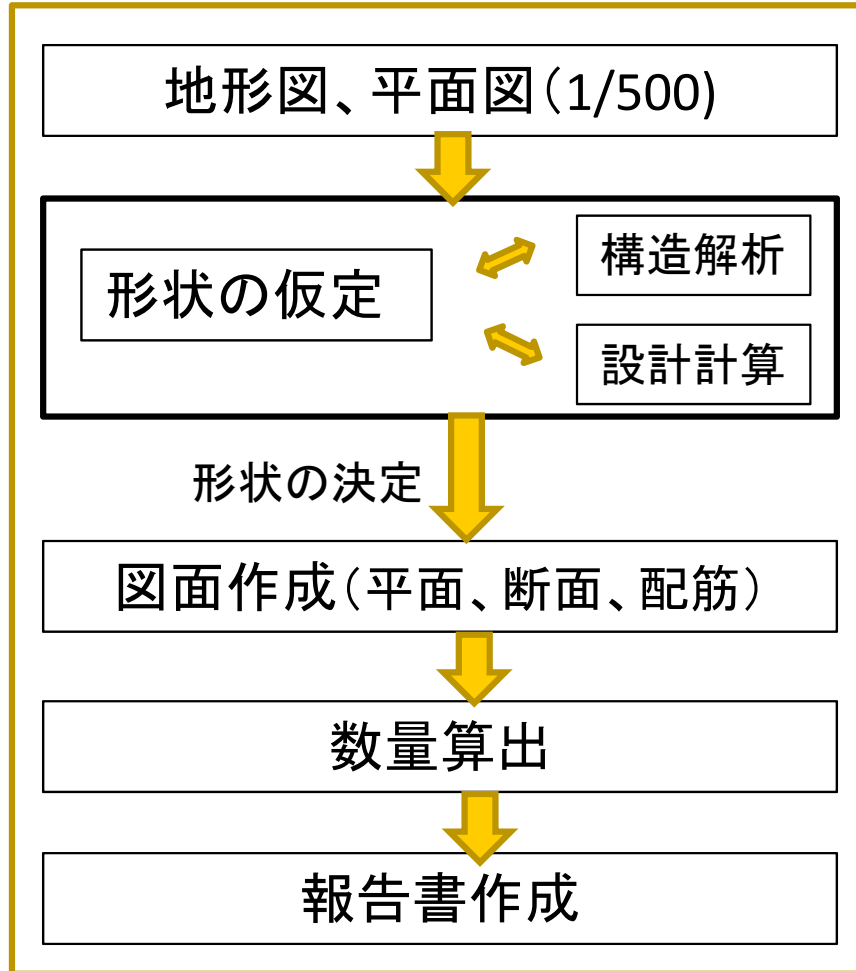 地形図、平面図(1/500)
形状の仮定
構造解析
設計計算
形状の決定
図面作成(平面、断面、配筋)
数量算出
報告書作成